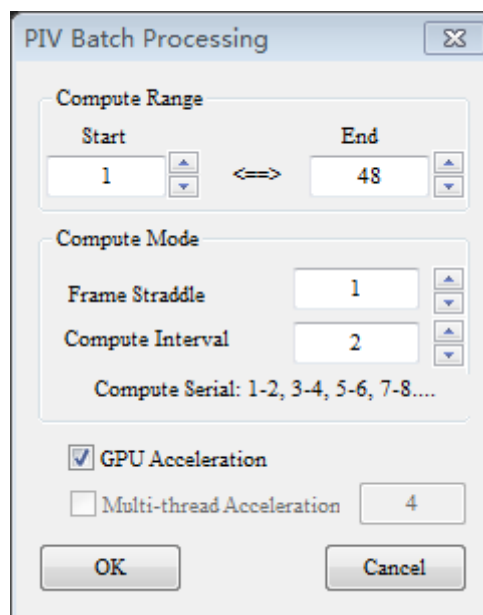 PIV Batch Processing
Compute Range
Start End
1 <==> 48
Compute Mode
Frame Straddle 1
Compute Interval 2
Compute Serial: 1-2, 3-4, 5-6, 7-8....
GPU Acceleration
Multi-thread Acceleration 4
OK Cancel